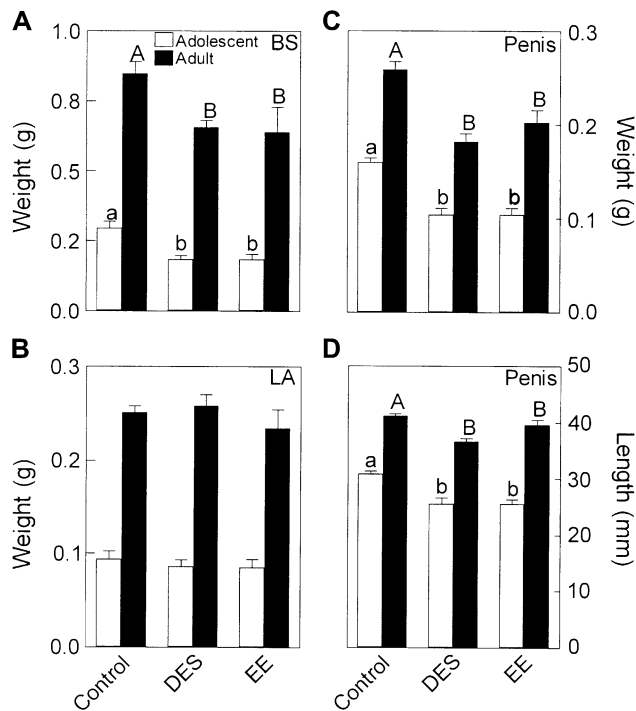 A
BS
Adolescent
Adult
Weight (g)
1.0
0.8
0.5
0.2
0.0
A
B
B
a
b
b
C
Penis
Weight (g)
0.3
0.2
0.1
0.0
A
B
B
a
b
b
B
LA
Weight (g)
0.3
0.2
0.1
0.0
Control
DES
EE
D
Penis
Length (mm)
50
40
30
20
10
0
A
B
B
a
b
b
Control
DES
EE